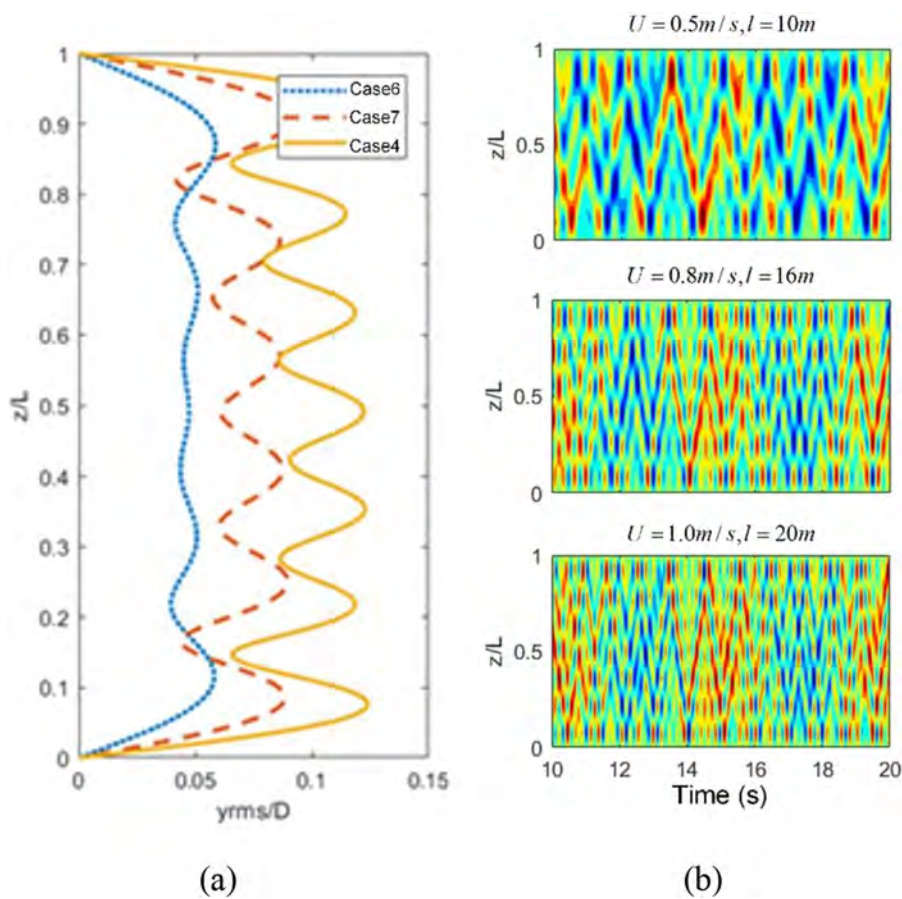 1
0.9
0.8
0.7
0.6
0.5
0.4
0.3
0.2
0.1
0
z/L
Case6
Case7
Case4
0 0.05 0.1 0.15
yrms/D
(a)
U = 0.5m/s, l = 10m
1
0.5
0
z/L
U = 0.8m/s, l = 16m
1
0.5
0
z/L
U = 1.0m/s, l = 20m
1
0.5
0
z/L
10 12 14 16 18 20
Time (s)
(b)